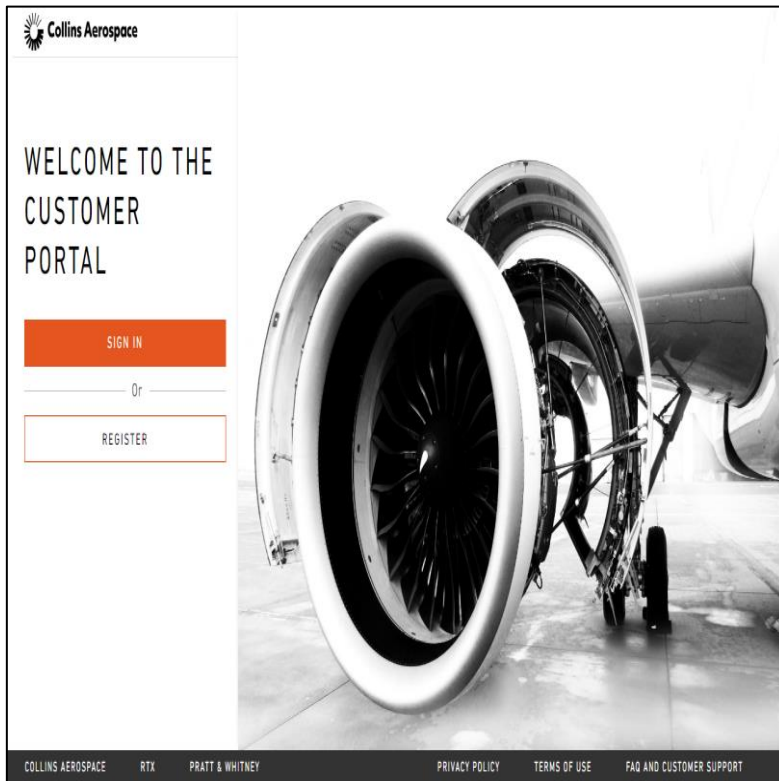 Collins Aerospace
WELCOME TO THE
CUSTOMER
PORTAL
SIGN IN
Or
REGISTER
COLLINS AEROSPACE RTX PRATT & WHITNEY PRIVACY POLICY TERMS OF USE FAQ AND CUSTOMER SUPPORT